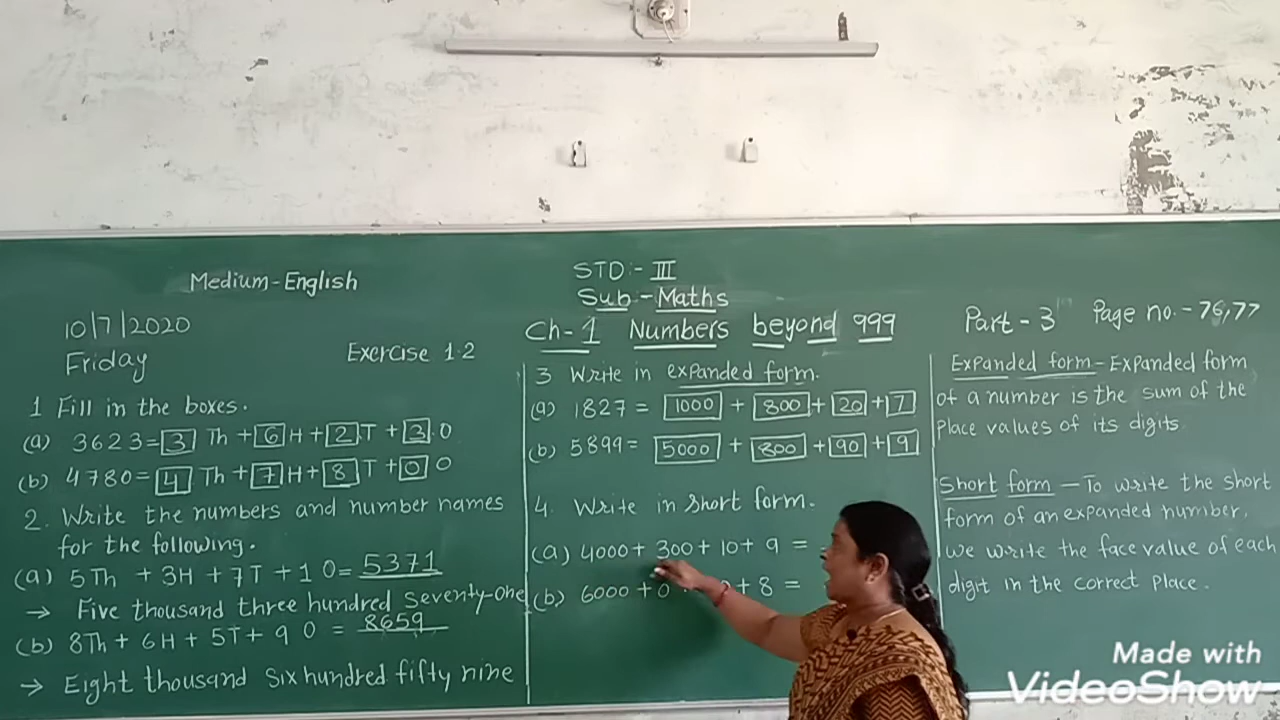 Medium-English
STD:- III
Sub - Maths
10/7/2020
Friday
Exercise 1.2
Ch-1 Numbers beyond 999
Part - 3 Page no. - 76,77
1 Fill in the boxes.
(a) 3623 = 3 Th + 6 H + 2 T + 3 O
(b) 4780 = 4 Th + 7 H + 8 T + 0 O
2. Write the numbers and number names
for the following.
(a) 5Th + 3H + 7T + 1 O = 5371
→ Five thousand three hundred seventy-one
(b) 8Th + 6H + 5T + 9 O = 8659
→ Eight thousand six hundred fifty nine
3 Write in expanded form.
(a) 1827 = 1000 + 800 + 20 + 7
(b) 5899 = 5000 + 800 + 90 + 9
4. Write in short form.
(a) 4000 + 300 + 10 + 9 =
(b) 6000 + 0 + 8 =
Expanded form - Expanded form
of a number is the sum of the
place values of its digits.
Short form - To write the short
form of an expanded number,
we write the face value of each
digit in the correct place.
Made with
VideoShow